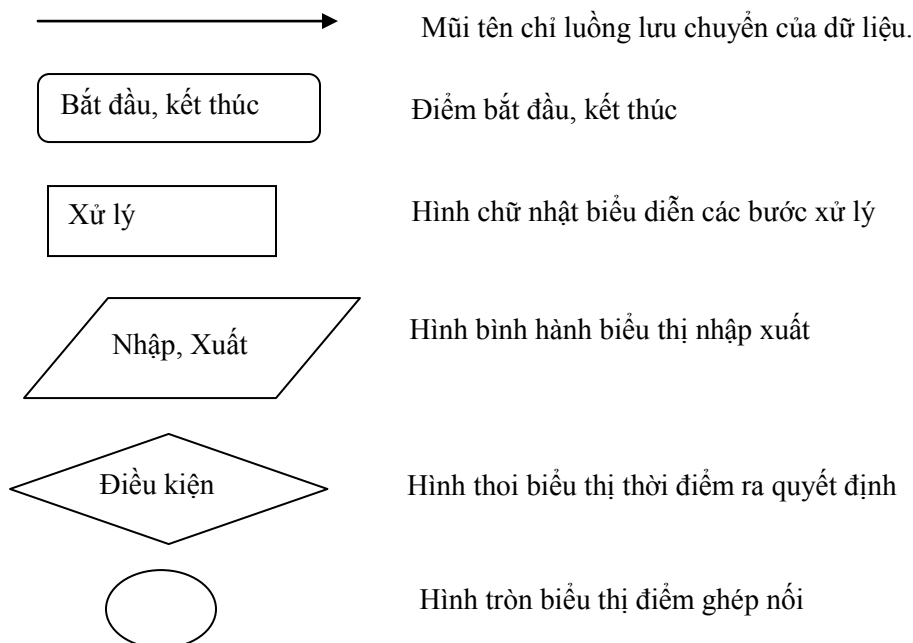 Mũi tên chỉ luồng lưu chuyển của dữ liệu.
Bắt đầu, kết thúc
Điểm bắt đầu, kết thúc
Xử lý
Hình chữ nhật biểu diễn các bước xử lý
Nhập, Xuất
Hình bình hành biểu thị nhập xuất
Điều kiện
Hình thoi biểu thị thời điểm ra quyết định
Hình tròn biểu thị điểm ghép nối